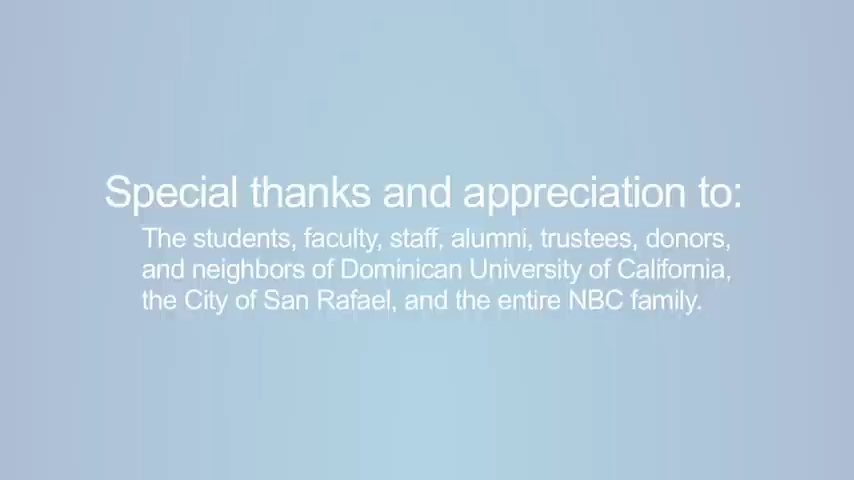 Special thanks and appreciation to:
The students, faculty, staff, alumni, trustees, donors,
and neighbors of Dominican University of California,
the City of San Rafael, and the entire NBC family.